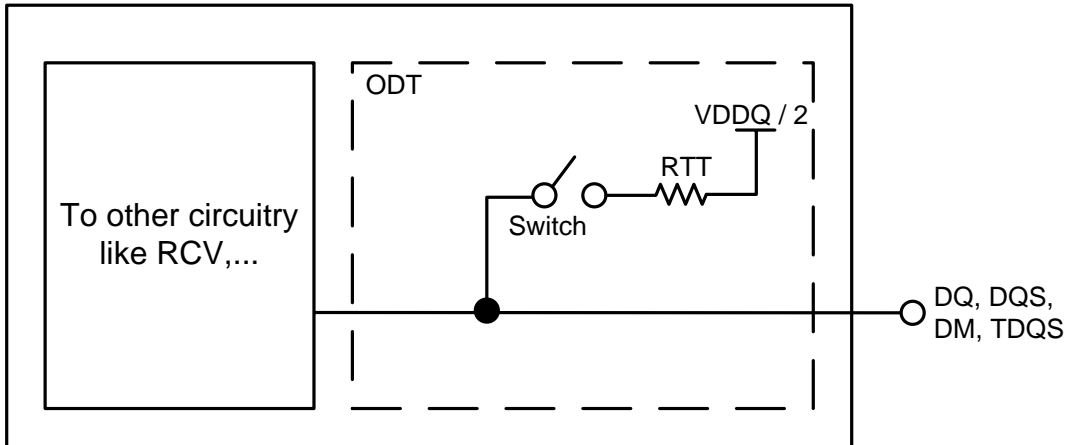 ODT
VDDQ / 2
RTT
Switch
To other circuitry
like RCV,...
DQ, DQS,
DM, TDQS